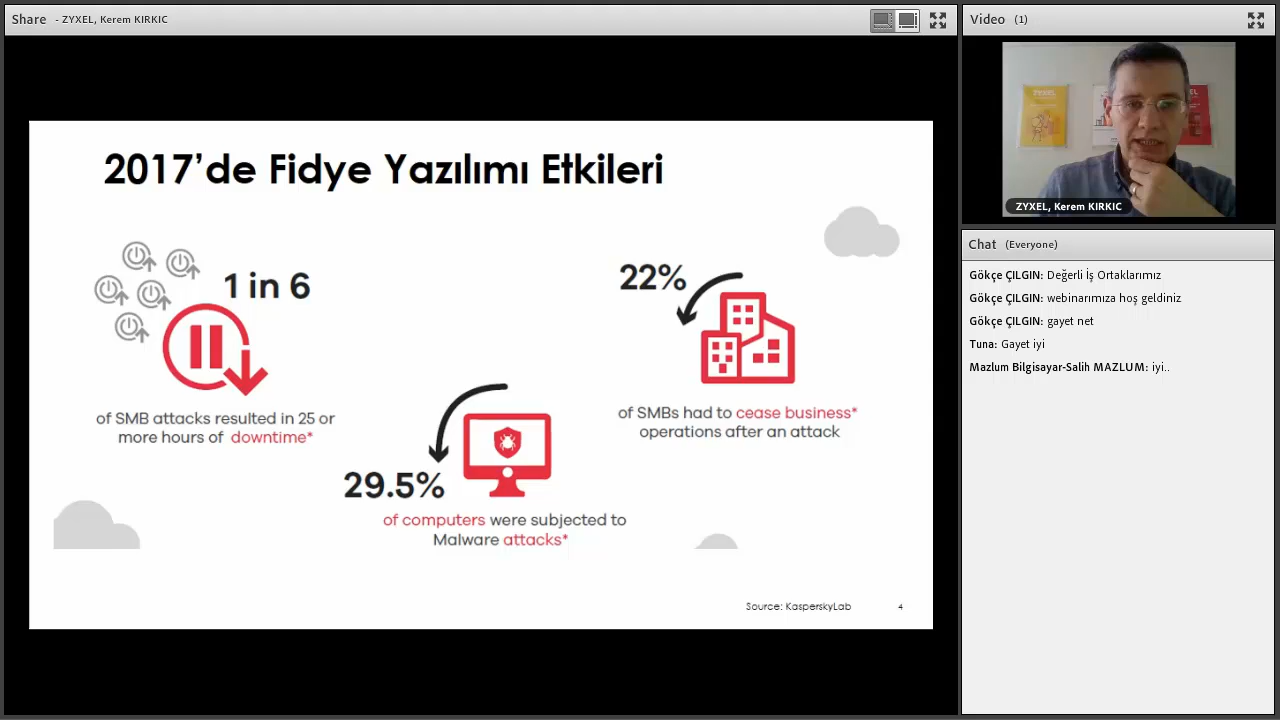 Share - ZYXEL, Kerem KIRKIC
2017’de Fidye Yazılımı Etkileri
1 in 6
of SMB attacks resulted in 25 or
more hours of downtime*
29.5%
of computers were subjected to
Malware attacks*
22%
of SMBs had to cease business*
operations after an attack
Source: KasperskyLab
4
Video (1)
ZYXEL
ZYXEL, Kerem KIRKIC
Chat (Everyone)
Gökçe ÇILGIN: Değerli İş Ortaklarımız
Gökçe ÇILGIN: webinarımıza hoş geldiniz
Gökçe ÇILGIN: gayet net
Tuna: Gayet iyi
Mazlum Bilgisayar-Salih MAZLUM: iyi..